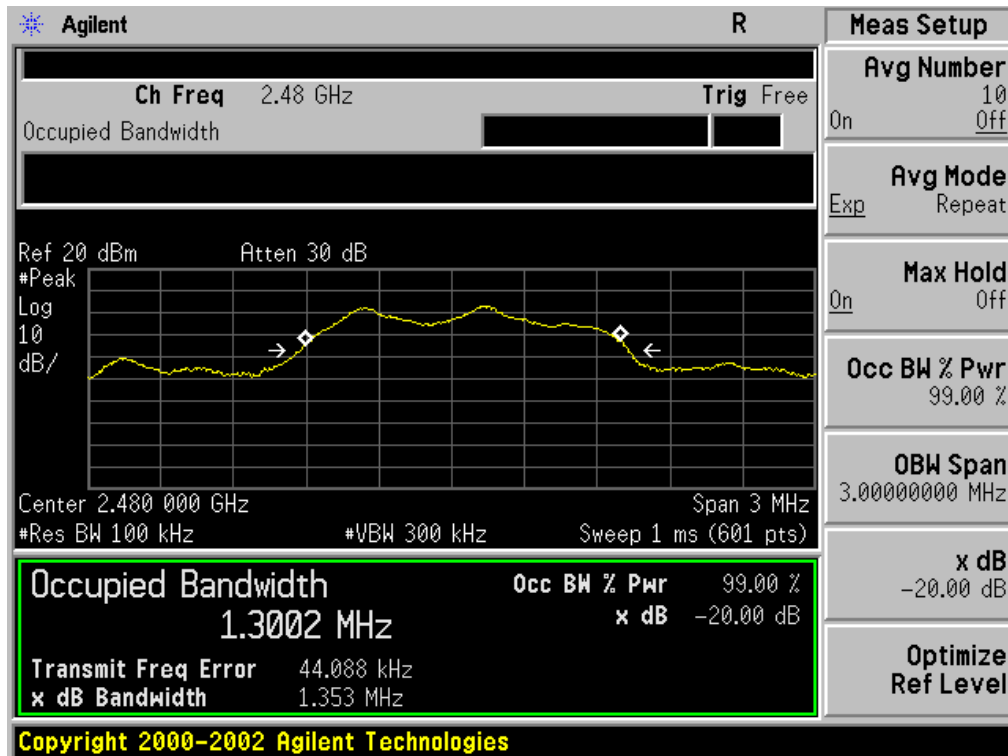 Agilent R Meas Setup
Ch Freq 2.48 GHz Trig Free
Occupied Bandwidth
Ref 20 dBm Atten 30 dB
#Peak
Log
10
dB/
Center 2.480 000 GHz Span 3 MHz
#Res BW 100 kHz #VBW 300 kHz Sweep 1 ms (601 pts)
Occupied Bandwidth
1.3002 MHz
Occ BW % Pwr 99.00 %
x dB -20.00 dB
Transmit Freq Error 44.088 kHz
x dB Bandwidth 1.353 MHz
Avg Number
10
On Off
Avg Mode
Exp Repeat
Max Hold
On Off
Occ BW % Pwr
99.00 %
OBW Span
3.00000000 MHz
x dB
-20.00 dB
Optimize
Ref Level
Copyright 2000-2002 Agilent Technologies